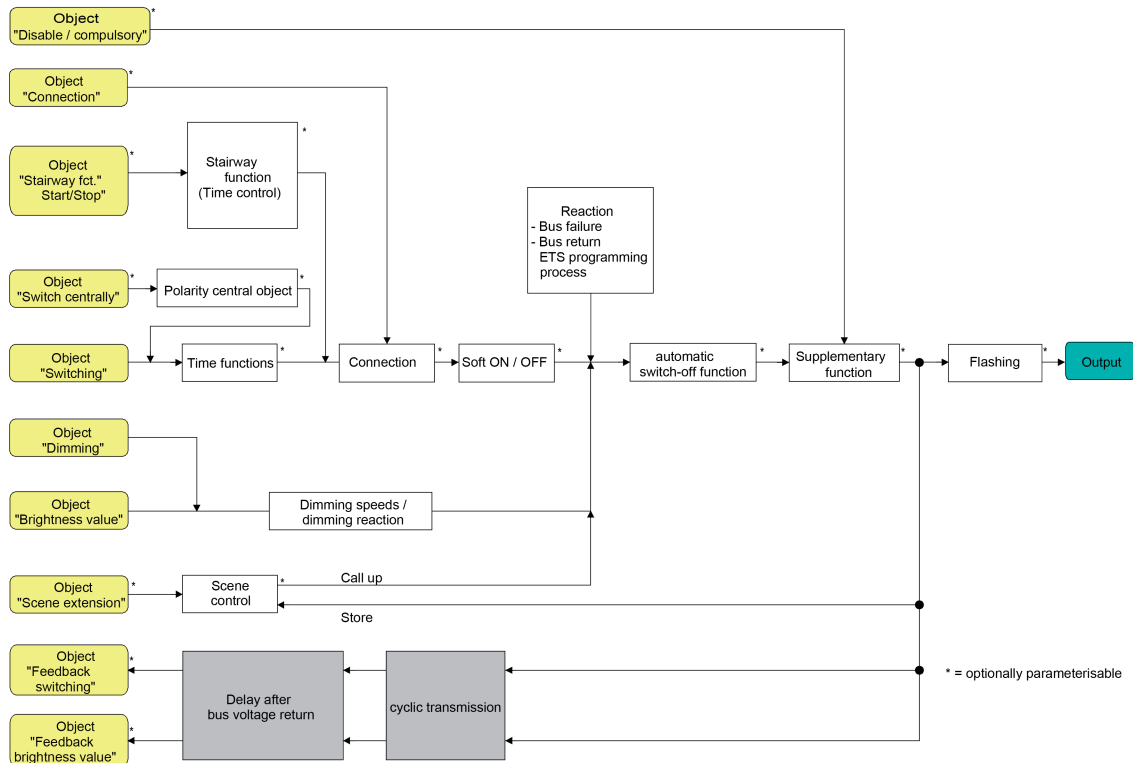 Object *
"Disable / compulsory"
Object *
"Connection"
Object *
"Stairway fct."
Start/Stop"
Stairway *
function
(Time control)
Reaction
- Bus failure
- Bus return
ETS programming
process
Object *
"Switch centrally"
Polarity central object *
Object
"Switching"
Time functions *
Connection *
Soft ON / OFF *
automatic *
switch-off function
Supplementary *
function
Flashing *
Output
Object
"Dimming"
Object
"Brightness value"
Dimming speeds /
dimming reaction
Object *
"Scene extension"
Scene *
control
Call up
Store
Object *
"Feedback
switching"
Delay after
bus voltage return
cyclic transmission
* = optionally parameterisable
Object *
"Feedback
brightness value"